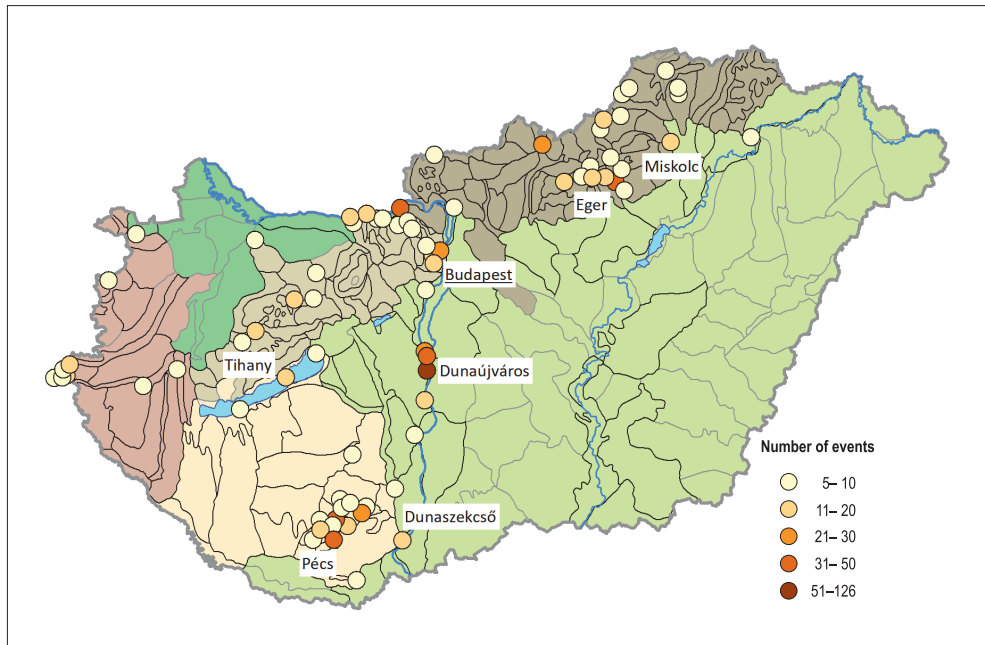 Miskolc
Eger
Budapest
Tihany
Dunaújváros
Dunaszekcső
Pécs
Number of events
5– 10
11– 20
21– 30
31– 50
51–126